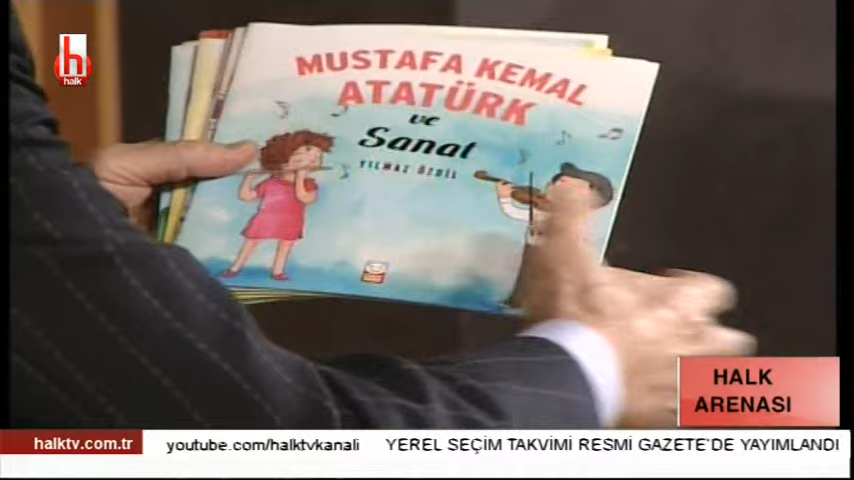 h
halk
MUSTAFA KEMAL
ATATÜRK
ve
Sanat
YILMAZ ÖZDİL
HALK
ARENASI
halktv.com.tr
youtube.com/halktvkanali
YEREL SEÇİM TAKVİMİ RESMİ GAZETE'DE YAYIMLANDI